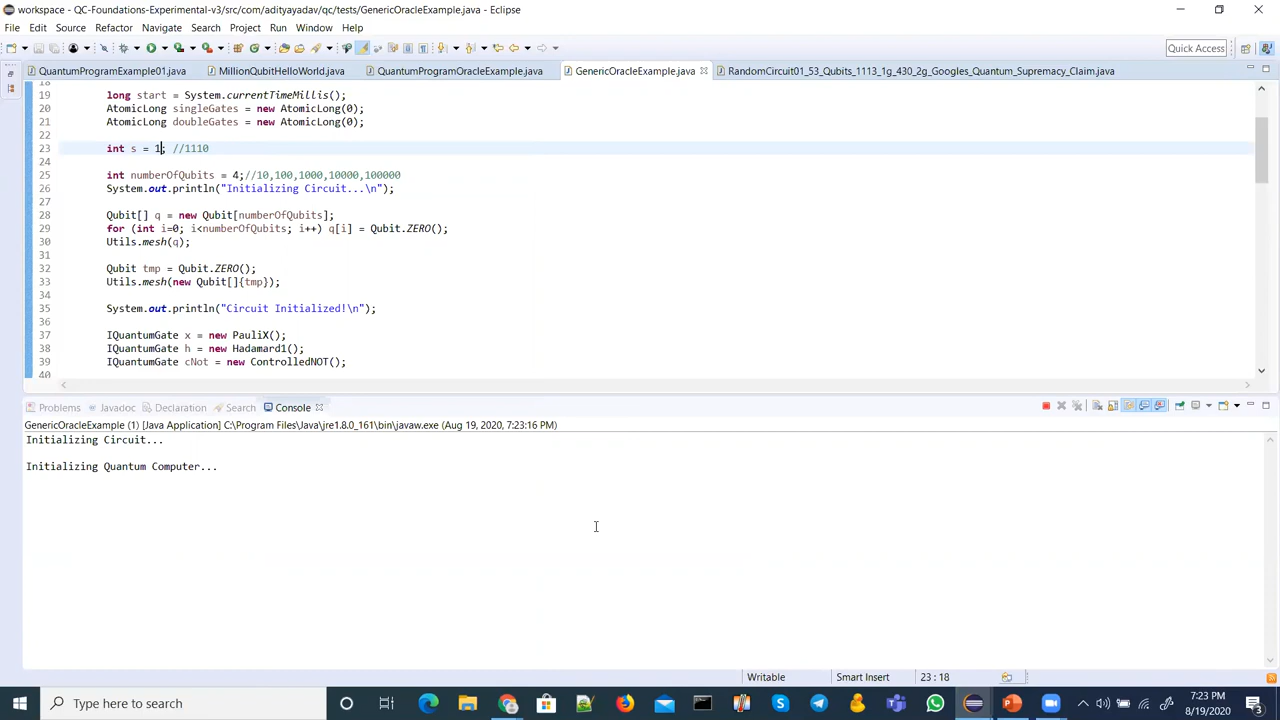 workspace - QC-Foundations-Experimental-v3/src/com/adityayadav/qc/tests/GenericOracleExample.java - Eclipse
File Edit Source Refactor Navigate Search Project Run Window Help
Quick Access
QuantumProgramExample01.java MillionQubitHelloWorld.java QuantumProgramOracleExample.java GenericOracleExample.java RandomCircuit01_53_Qubits_1113_1g_430_2g_Googles_Quantum_Supremacy_Claim.java
18
19 long start = System.currentTimeMillis();
20 AtomicLong singleGates = new AtomicLong(0);
21 AtomicLong doubleGates = new AtomicLong(0);
22
23 int s = 1; //1110
24
25 int numberOfQubits = 4;//10,100,1000,10000,100000
26 System.out.println("Initializing Circuit...\n");
27
28 Qubit[] q = new Qubit[numberOfQubits];
29 for (int i=0; i<numberOfQubits; i++) q[i] = Qubit.ZERO();
30 Utils.mesh(q);
31
32 Qubit tmp = Qubit.ZERO();
33 Utils.mesh(new Qubit[]{tmp});
34
35 System.out.println("Circuit Initialized!\n");
36
37 IQuantumGate x = new PauliX();
38 IQuantumGate h = new Hadamard1();
39 IQuantumGate cNot = new ControlledNOT();
40
Problems Javadoc Declaration Search Console
GenericOracleExample (1) [Java Application] C:\Program Files\Java\jre1.8.0_161\bin\javaw.exe (Aug 19, 2020, 7:23:16 PM)
Initializing Circuit...
Initializing Quantum Computer...
Writable Smart Insert 23 : 18
Type here to search
7:23 PM
8/19/2020
3